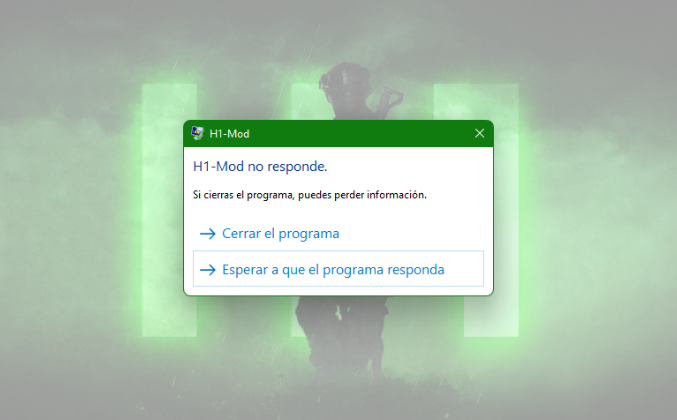 H1-Mod
H1-Mod no responde.
Si cierras el programa, puedes perder información.
Cerrar el programa
Esperar a que el programa responda